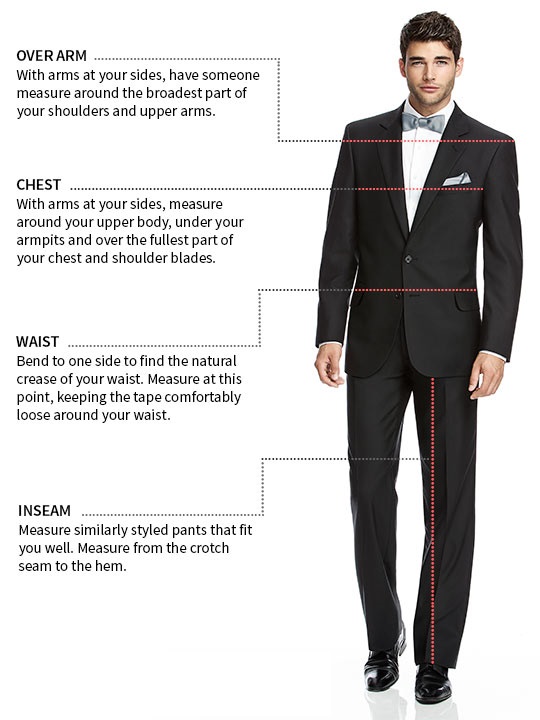 OVER ARM
With arms at your sides, have someone
measure around the broadest part of
your shoulders and upper arms.
CHEST
With arms at your sides, measure
around your upper body, under your
armpits and over the fullest part of
your chest and shoulder blades.
WAIST
Bend to one side to find the natural
crease of your waist. Measure at this
point, keeping the tape comfortably
loose around your waist.
INSEAM
Measure similarly styled pants that fit
you well. Measure from the crotch
seam to the hem.